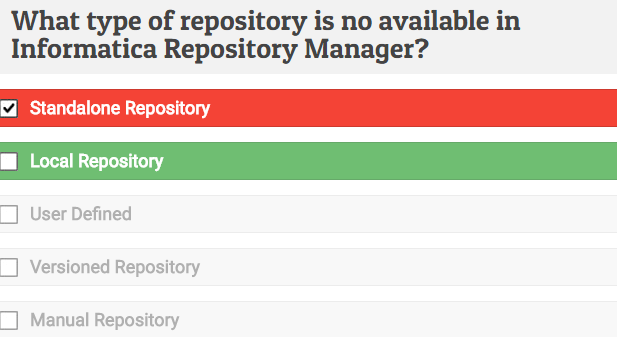 What type of repository is no available in
Informatica Repository Manager?
Standalone Repository
Local Repository
User Defined
Versioned Repository
Manual Repository